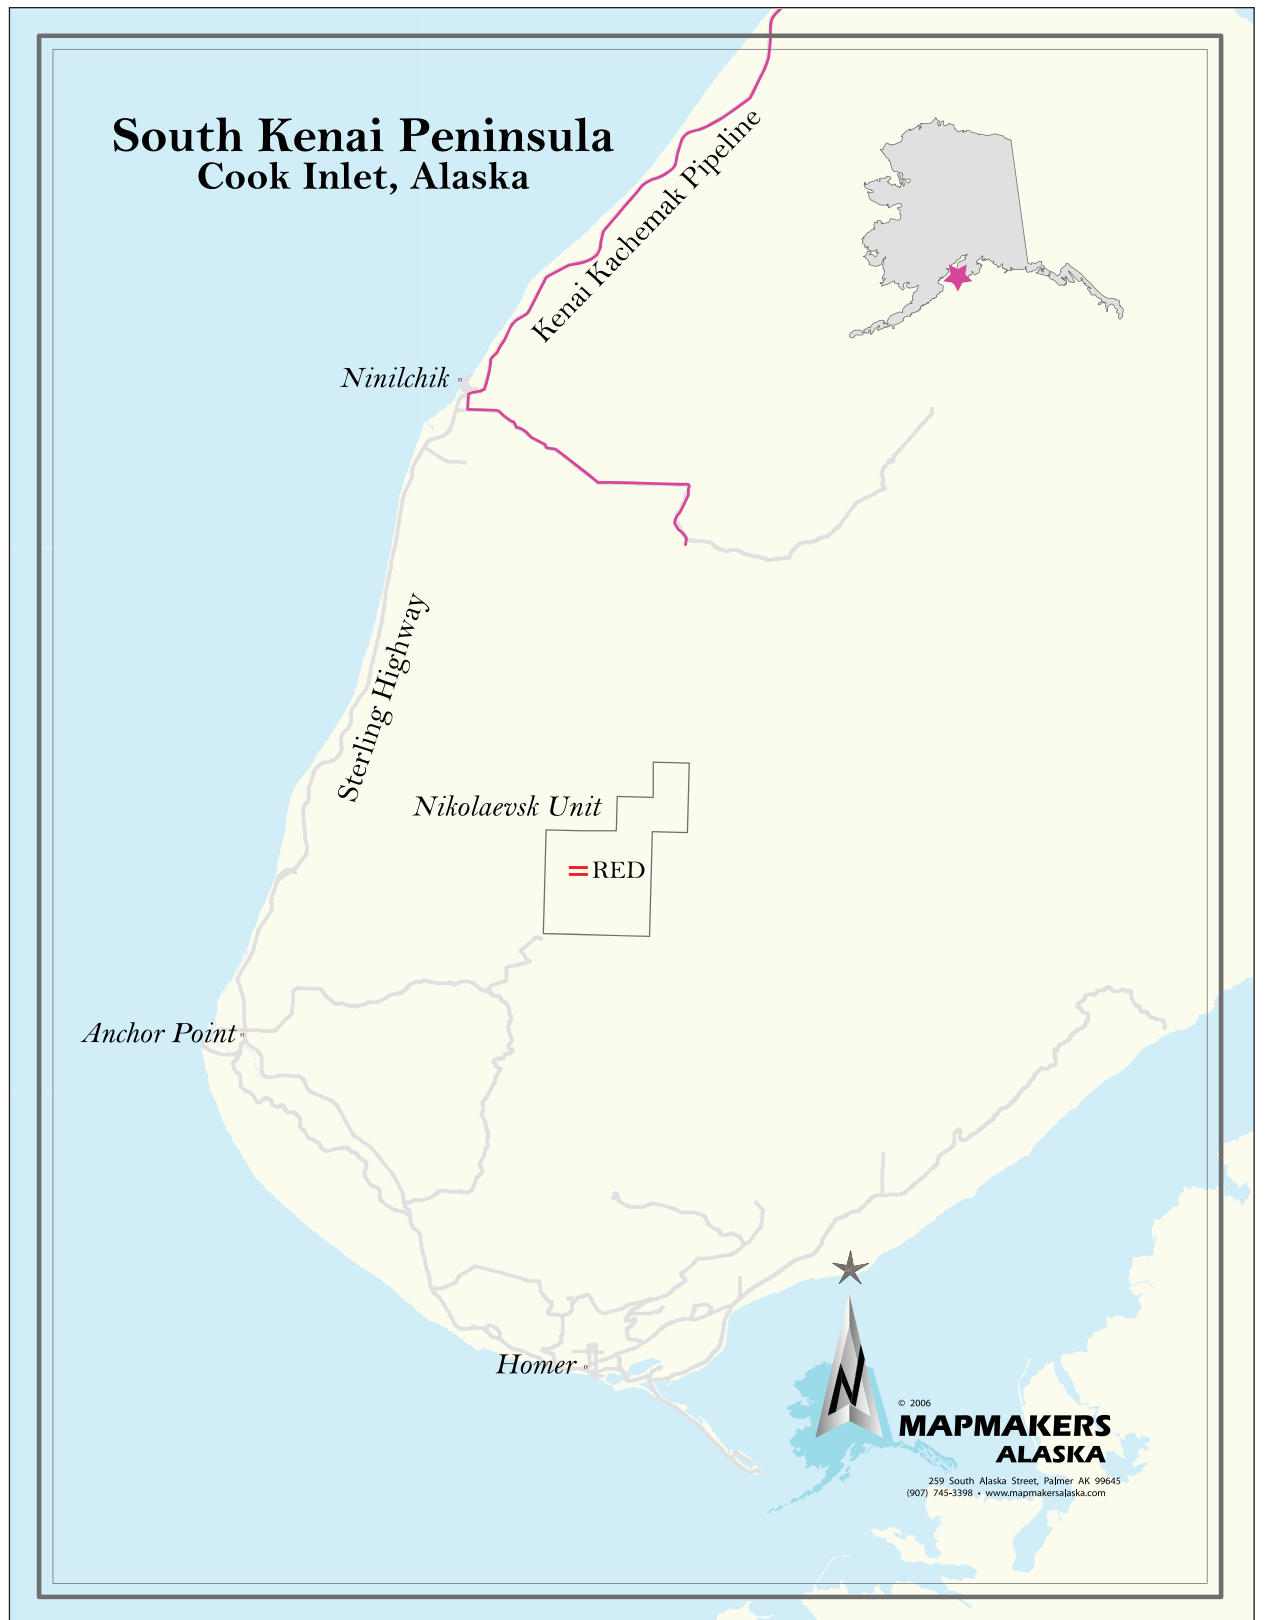 South Kenai Peninsula
Cook Inlet, Alaska
Kenai Kachemak Pipeline
Ninilchik
Sterling Highway
Nikolaevsk Unit
RED
Anchor Point
Homer
N
© 2006
MAPMAKERS
ALASKA
259 South Alaska Street, Palmer AK 99645
(907) 745-3398 • www.mapmakersalaska.com